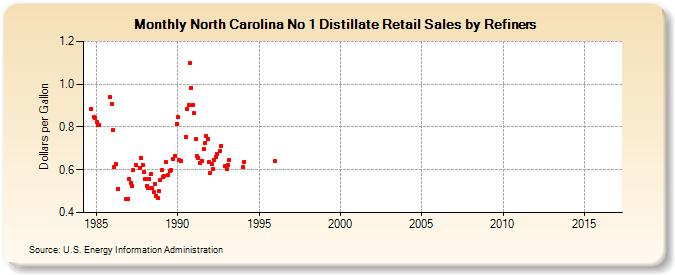 Monthly North Carolina No 1 Distillate Retail Sales by Refiners
Dollars per Gallon
1.2
1.0
0.8
0.6
0.4
1985 1990 1995 2000 2005 2010 2015
Source: U.S. Energy Information Administration